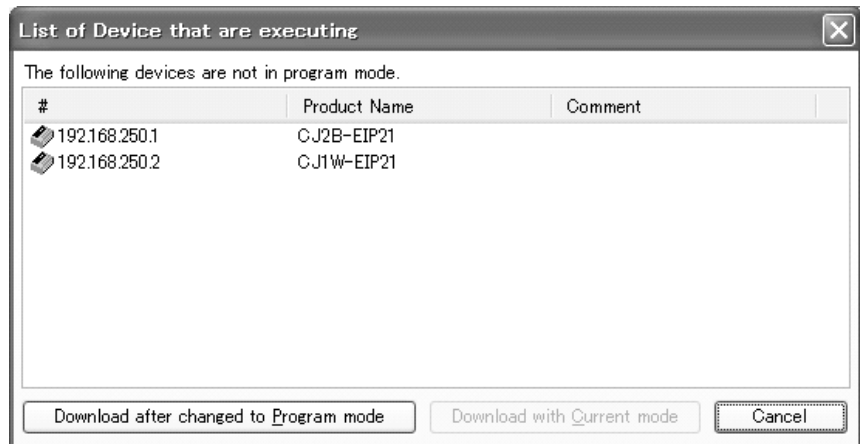 List of Device that are executing
The following devices are not in program mode.
# Product Name Comment
192.168.250.1 CJ2B-EIP21
192.168.250.2 CJ1W-EIP21
Download after changed to Program mode Download with Current mode Cancel